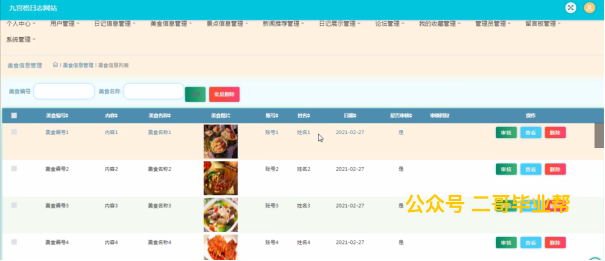 九宫格日志网站
个人中心 用户管理 日记信息管理 美食信息管理 景点信息管理 新闻推荐管理 日记展示管理 论坛管理 我的收藏管理 管理员管理 留言板管理
系统管理
美食信息管理 / 美食信息管理 / 美食信息列表
美食编号 美食名称 批量删除
美食编号 内容 美食名称 美食图片 账号 姓名 日期 是否审核 审核回复 操作
美食编号1 内容1 美食名称1 账号1 姓名1 2021-02-27 是 审核 查看 删除
美食编号2 内容2 美食名称2 账号2 姓名2 2021-02-27 是 审核 查看 删除
美食编号3 内容3 美食名称3 账号3 姓名3 2021-02-27 是
公众号 二哥毕业帮
美食编号4 内容4 美食名称4 账号4 姓名4 2021-02-27 是 审核 查看 删除